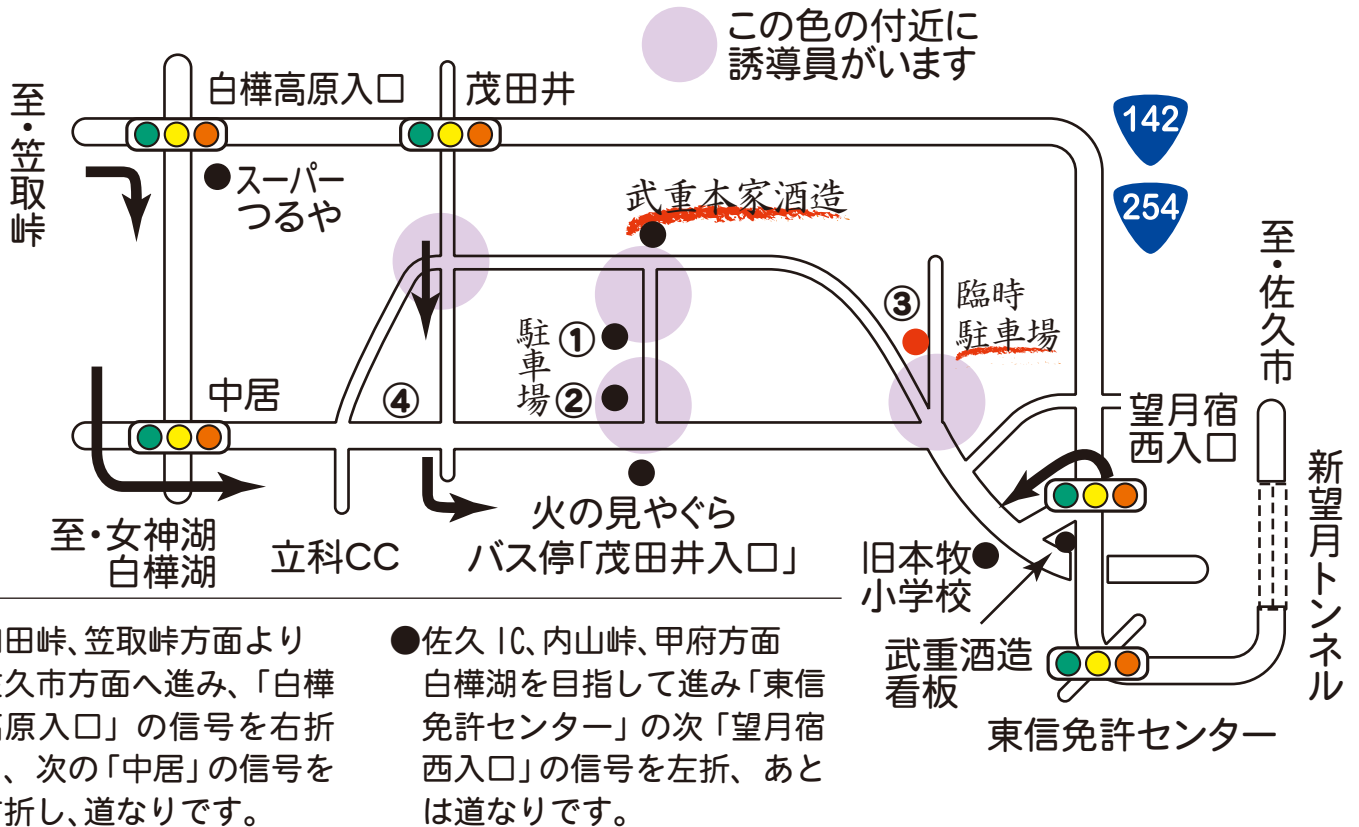 この色の付近に
誘導員がいます
至・笠取峠
白樺高原入口
茂田井
142
254
スーパー
つるや
武重本家酒造
至・佐久市
③
臨時
駐車場
駐車場
①
②
中居
④
望月宿
西入口
新望月トンネル
至・女神湖
白樺湖
立科CC
火の見やぐら
バス停「茂田井入口」
旧本牧
小学校
武重酒造
看板
東信免許センター
田峠、笠取峠方面より
久市方面へ進み、「白樺
高原入口」の信号を右折
、次の「中居」の信号を
折し、道なりです。
●佐久IC、内山峠、甲府方面
白樺湖を目指して進み「東信
免許センター」の次「望月宿
西入口」の信号を左折、あと
は道なりです。